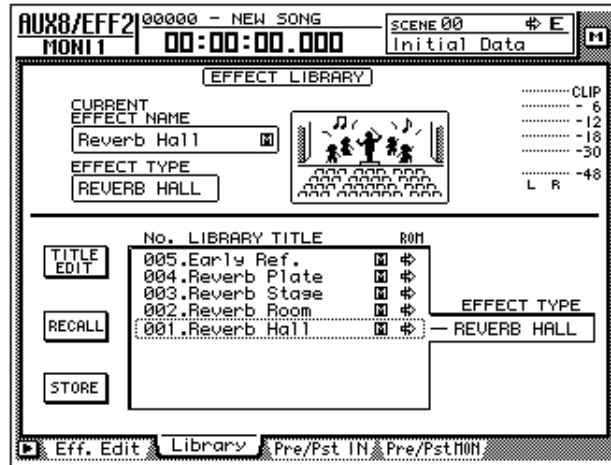 AUX8/EFF2
MONI 1
00000 - NEW SONG
00:00:00.000
SCENE 00 E
Initial Data
M
EFFECT LIBRARY
CURRENT
EFFECT NAME
Reverb Hall M
EFFECT TYPE
REVERB HALL
CLIP
- 6
-12
-18
-30
-48
L R
No. LIBRARY TITLE ROM
005.Early Ref. M
004.Reverb Plate M
003.Reverb Stage M
002.Reverb Room M
001.Reverb Hall M
TITLE
EDIT
RECALL
STORE
EFFECT TYPE
REVERB HALL
Eff. Edit Library Pre/Pst IN Pre/PstMON